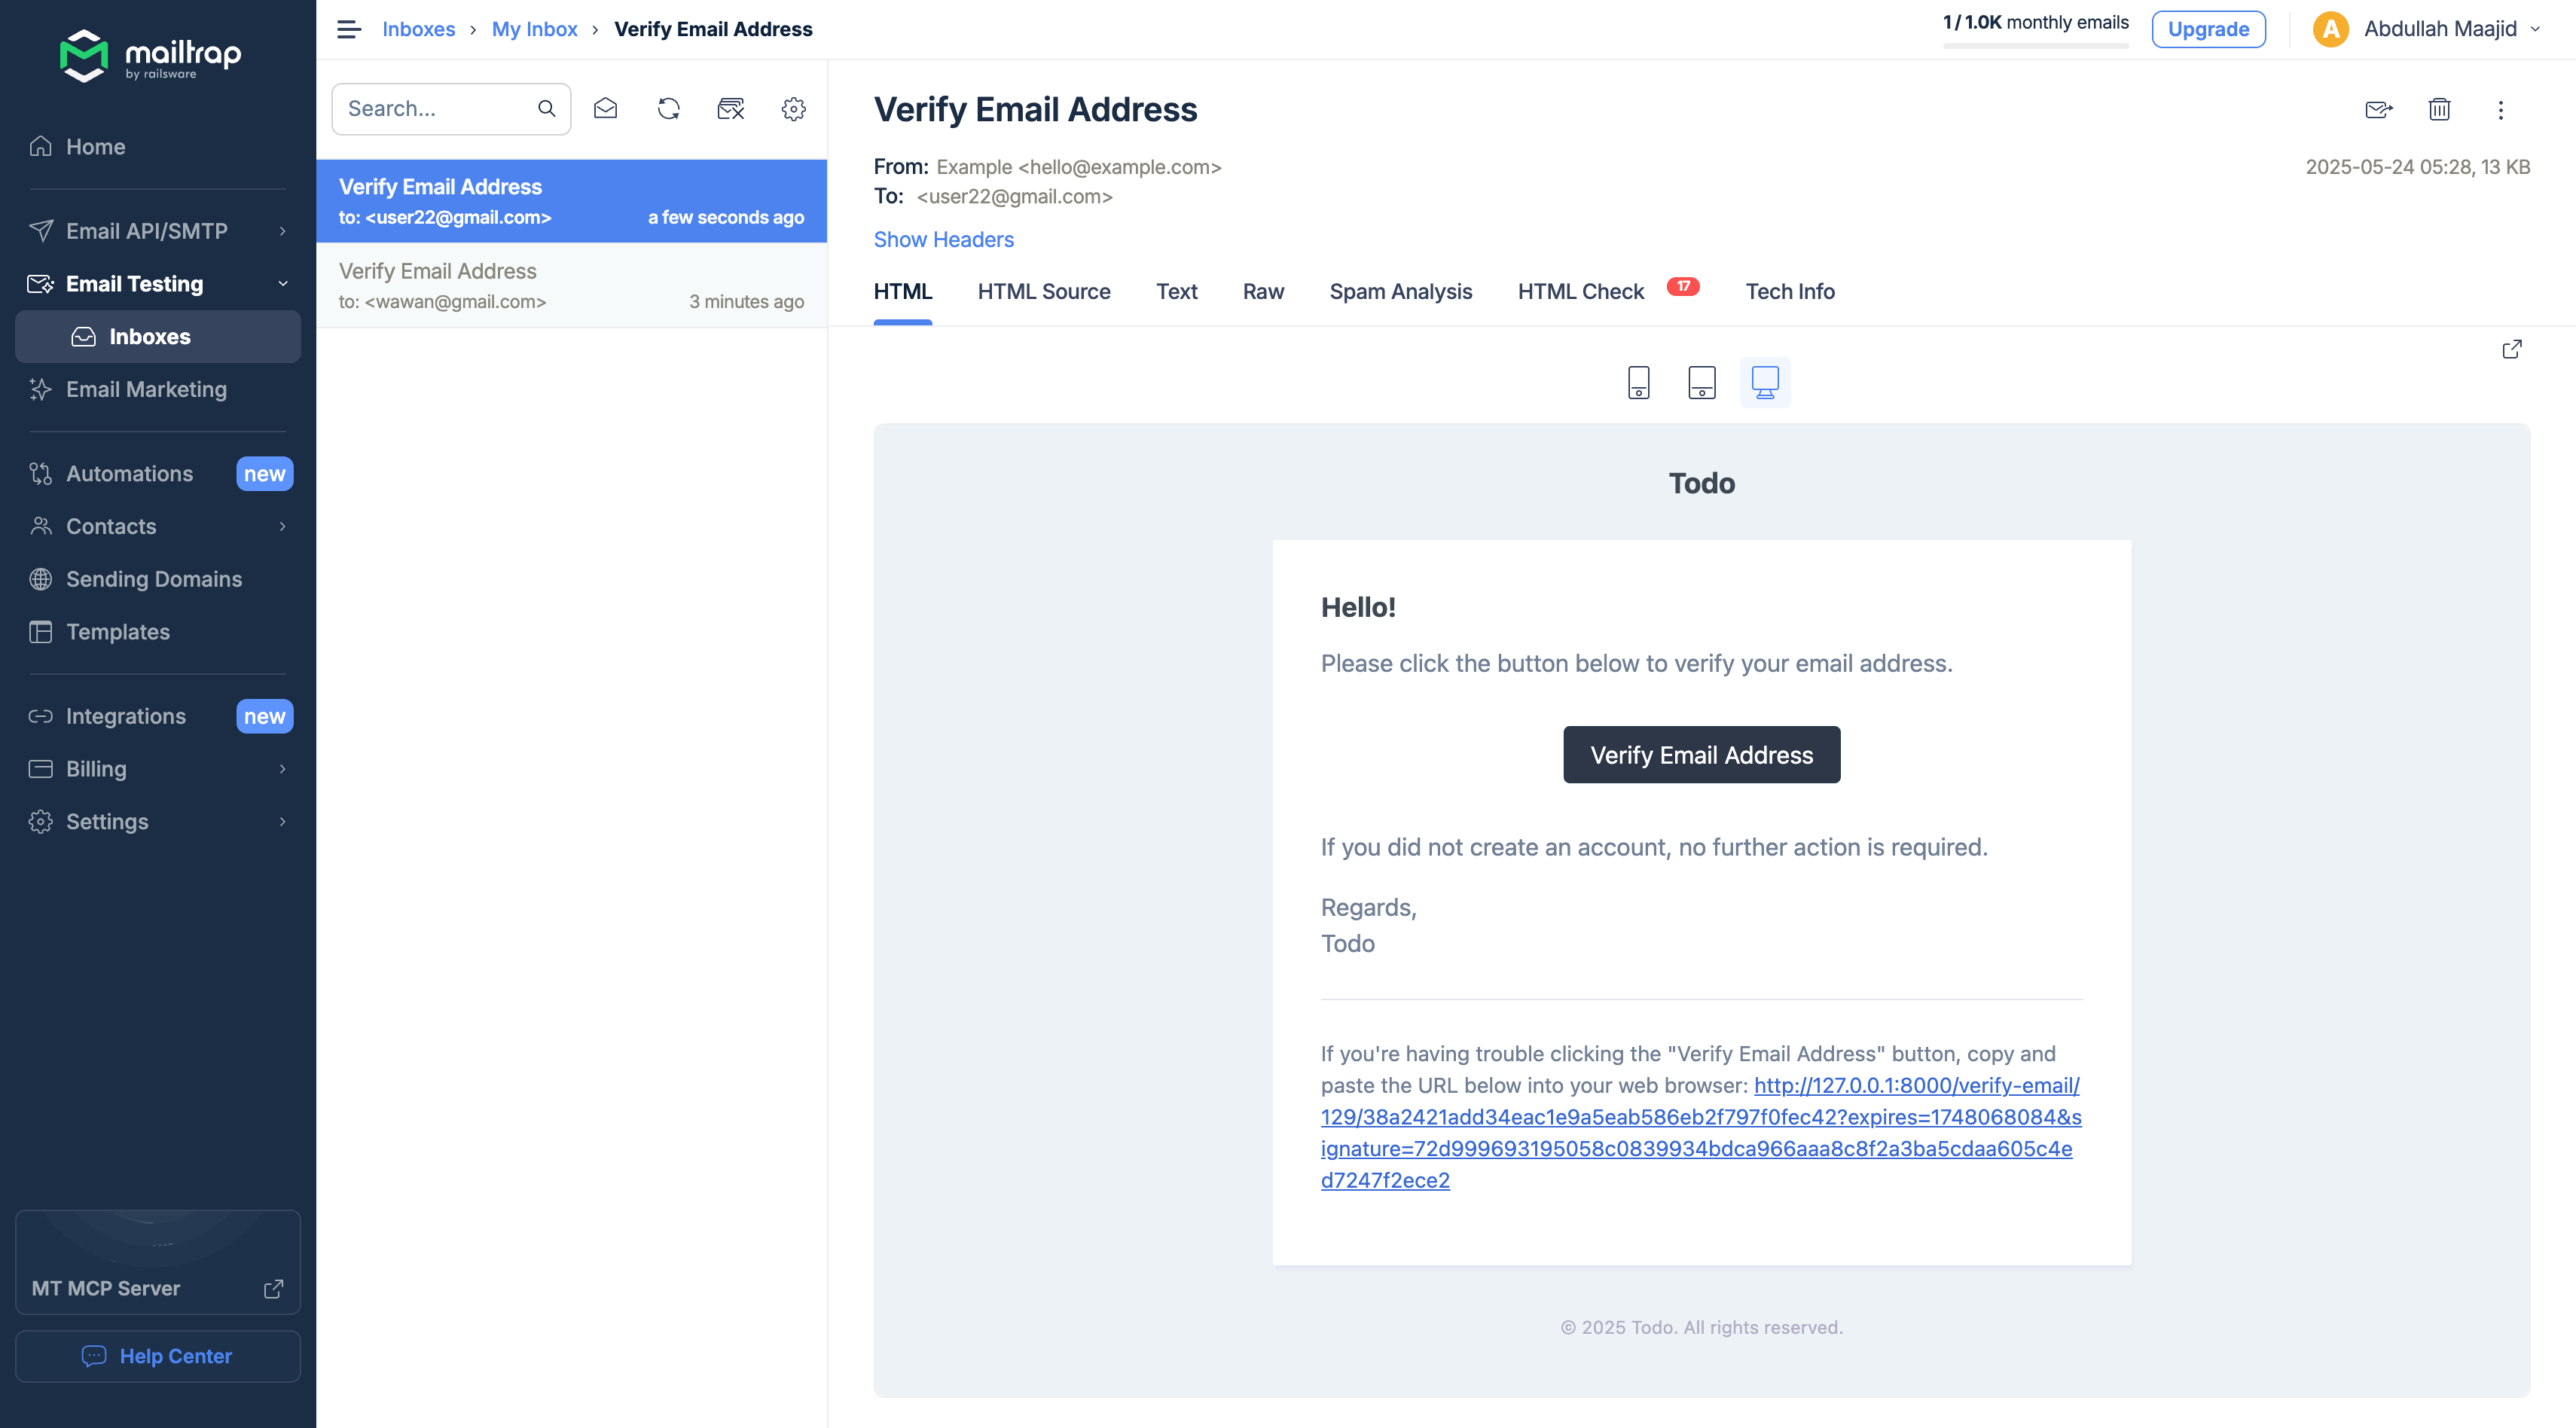 mailtrap
by railsware
Home
Email API/SMTP
Email Testing
Inboxes
Email Marketing
Automations new
Contacts
Sending Domains
Templates
Integrations new
Billing
Settings
MT MCP Server
Help Center
Inboxes › My Inbox › Verify Email Address
1 / 1.0K monthly emails
Upgrade
A
Abdullah Maajid
Search...
Verify Email Address
to: <user22@gmail.com> a few seconds ago
Verify Email Address
to: <wawan@gmail.com> 3 minutes ago
Verify Email Address
From: Example <hello@example.com>
2025-05-24 05:28, 13 KB
To: <user22@gmail.com>
Show Headers
HTML HTML Source Text Raw Spam Analysis HTML Check 17 Tech Info
Todo
Hello!
Please click the button below to verify your email address.
Verify Email Address
If you did not create an account, no further action is required.
Regards,
Todo
If you're having trouble clicking the "Verify Email Address" button, copy and
paste the URL below into your web browser: http://127.0.0.1:8000/verify-email/
129/38a2421add34eac1e9a5eab586eb2f797f0fec42?expires=1748068084&s
ignature=72d999693195058c0839934bdca966aaa8c8f2a3ba5cdaa605c4e
d7247f2ece2
© 2025 Todo. All rights reserved.